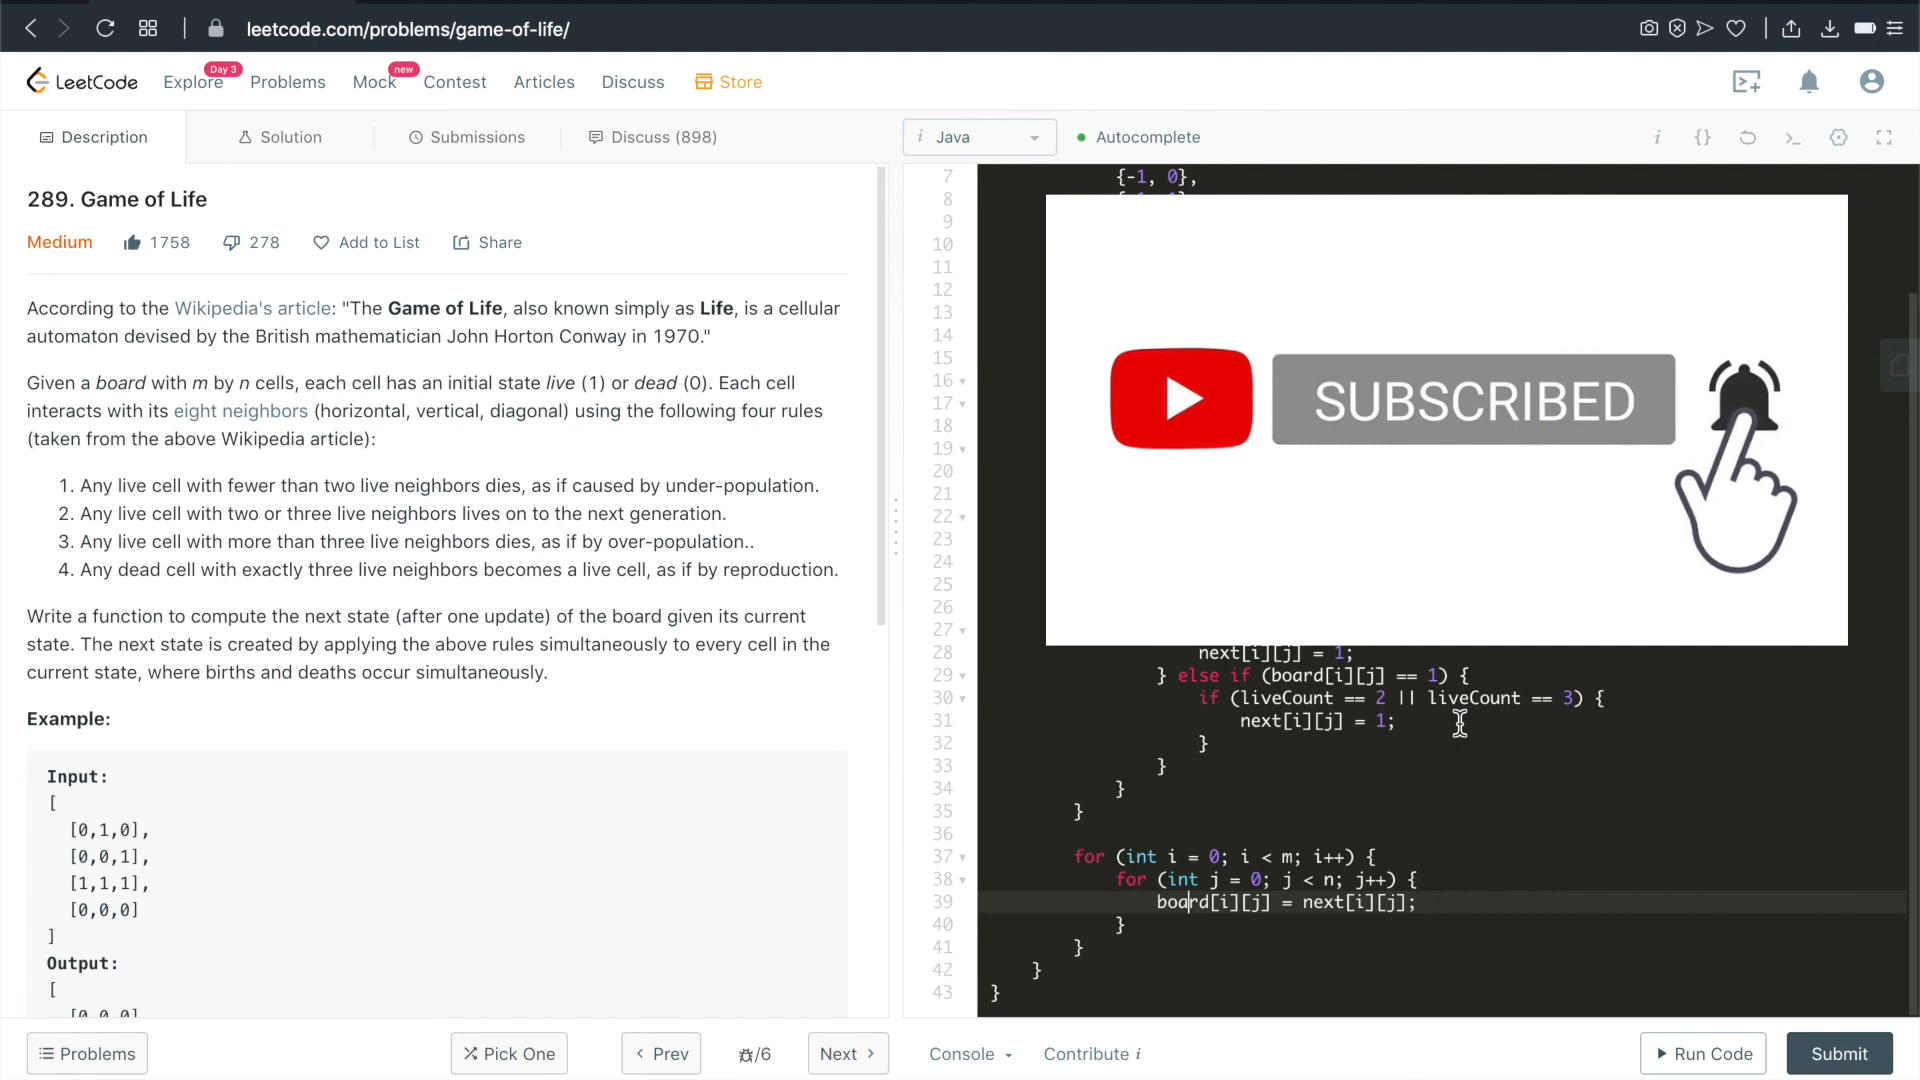 leetcode.com/problems/game-of-life/
LeetCode Explore Day 3 Problems Mock new Contest Articles Discuss Store
Description Solution Submissions Discuss (898)
289. Game of Life
Medium 1758 278 Add to List Share
According to the Wikipedia's article: "The Game of Life, also known simply as Life, is a cellular
automaton devised by the British mathematician John Horton Conway in 1970."
Given a board with m by n cells, each cell has an initial state live (1) or dead (0). Each cell
interacts with its eight neighbors (horizontal, vertical, diagonal) using the following four rules
(taken from the above Wikipedia article):
1. Any live cell with fewer than two live neighbors dies, as if caused by under-population.
2. Any live cell with two or three live neighbors lives on to the next generation.
3. Any live cell with more than three live neighbors dies, as if by over-population..
4. Any dead cell with exactly three live neighbors becomes a live cell, as if by reproduction.
Write a function to compute the next state (after one update) of the board given its current
state. The next state is created by applying the above rules simultaneously to every cell in the
current state, where births and deaths occur simultaneously.
Example:
Input:
[
[0,1,0],
[0,0,1],
[1,1,1],
[0,0,0]
]
Output:
[
[0,0,0]
Problems Pick One < Prev /6 Next >
i Java Autocomplete i {} >_
7 {-1, 0},
8
9
10
11
12
13
14
15
16
17
18
19
20
21
22
23
24
25
26
27
SUBSCRIBED
28 next[i][j] = 1;
29 } else if (board[i][j] == 1) {
30 if (liveCount == 2 || liveCount == 3) {
31 next[i][j] = 1;
32 }
33 }
34 }
35 }
36
37 for (int i = 0; i < m; i++) {
38 for (int j = 0; j < n; j++) {
39 board[i][j] = next[i][j];
40 }
41 }
42 }
43 }
Console Contribute i Run Code Submit